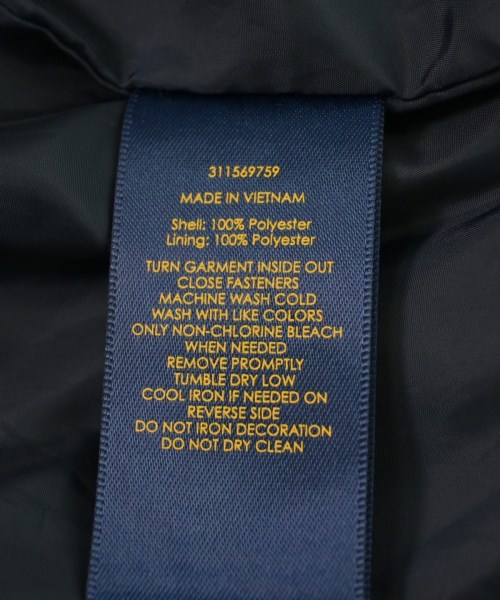 311569759
MADE IN VIETNAM
Shell: 100% Polyester
Lining: 100% Polyester
TURN GARMENT INSIDE OUT
CLOSE FASTENERS
MACHINE WASH COLD
WASH WITH LIKE COLORS
ONLY NON-CHLORINE BLEACH
WHEN NEEDED
REMOVE PROMPTLY
TUMBLE DRY LOW
COOL IRON IF NEEDED ON
REVERSE SIDE
DO NOT IRON DECORATION
DO NOT DRY CLEAN